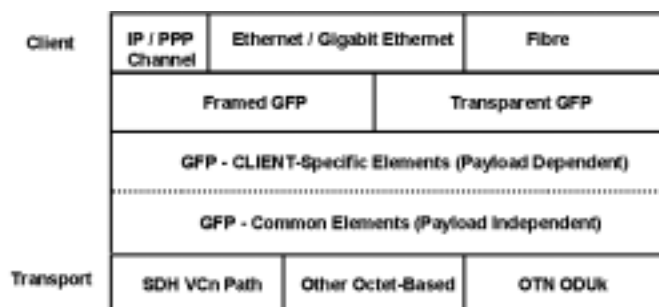 Client
IP / PPP
Channel
Ethernet / Gigabit Ethernet
Fibre
Framed GFP
Transparent GFP
GFP - CLIENT-Specific Elements (Payload Dependent)
GFP - Common Elements (Payload Independent)
Transport
SDH VCn Path
Other Octet-Based
OTN ODUk